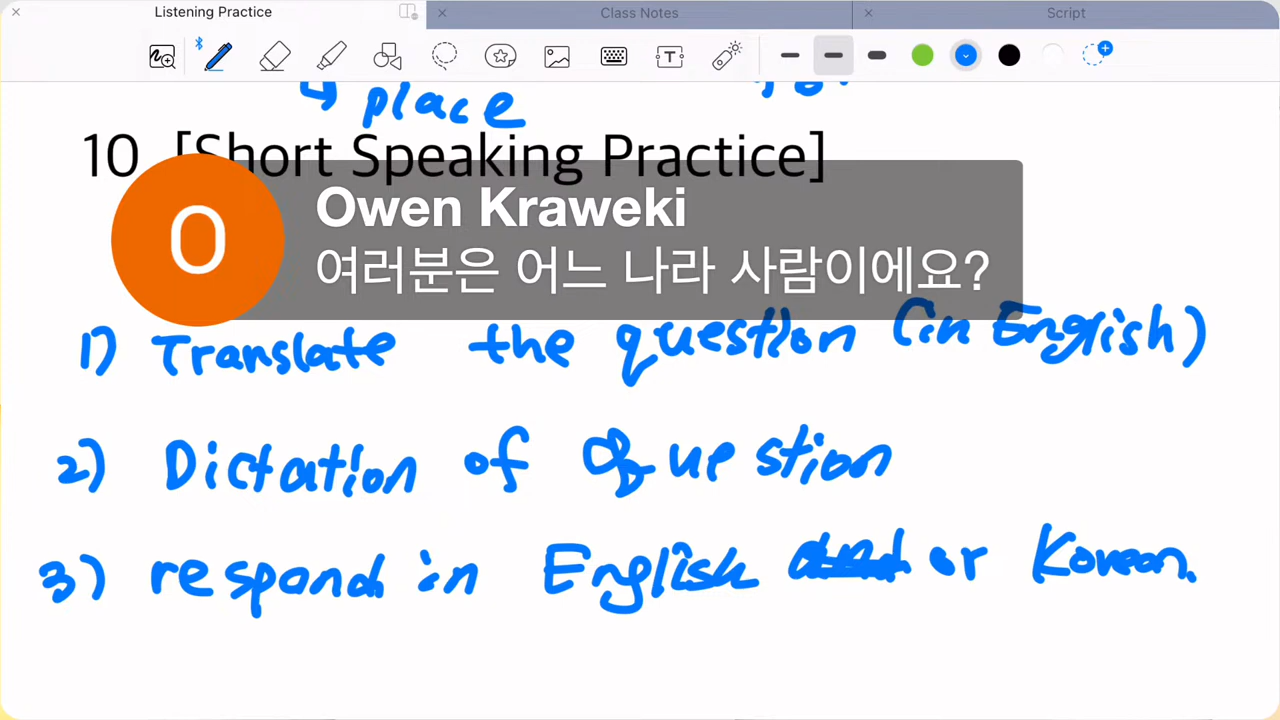 Listening Practice
Class Notes
Script
place
10 [Short Speaking Practice]
O
Owen Kraweki
여러분은 어느 나라 사람이에요?
1) Translate the question (in English)
2) Dictation of Question
3) respond in English and or Korean.